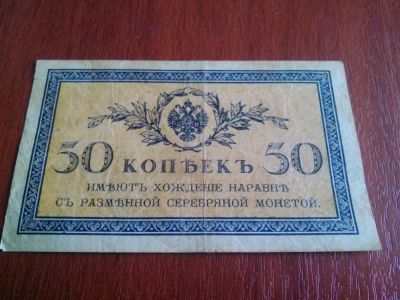 50 КОПѢЕКЪ 50
ИМѢЮТЪ ХОЖДЕНІЕ НАРАВНѢ
СЪ РАЗМѢННОЙ СЕРЕБРЯНОЙ МОНЕТОЙ.